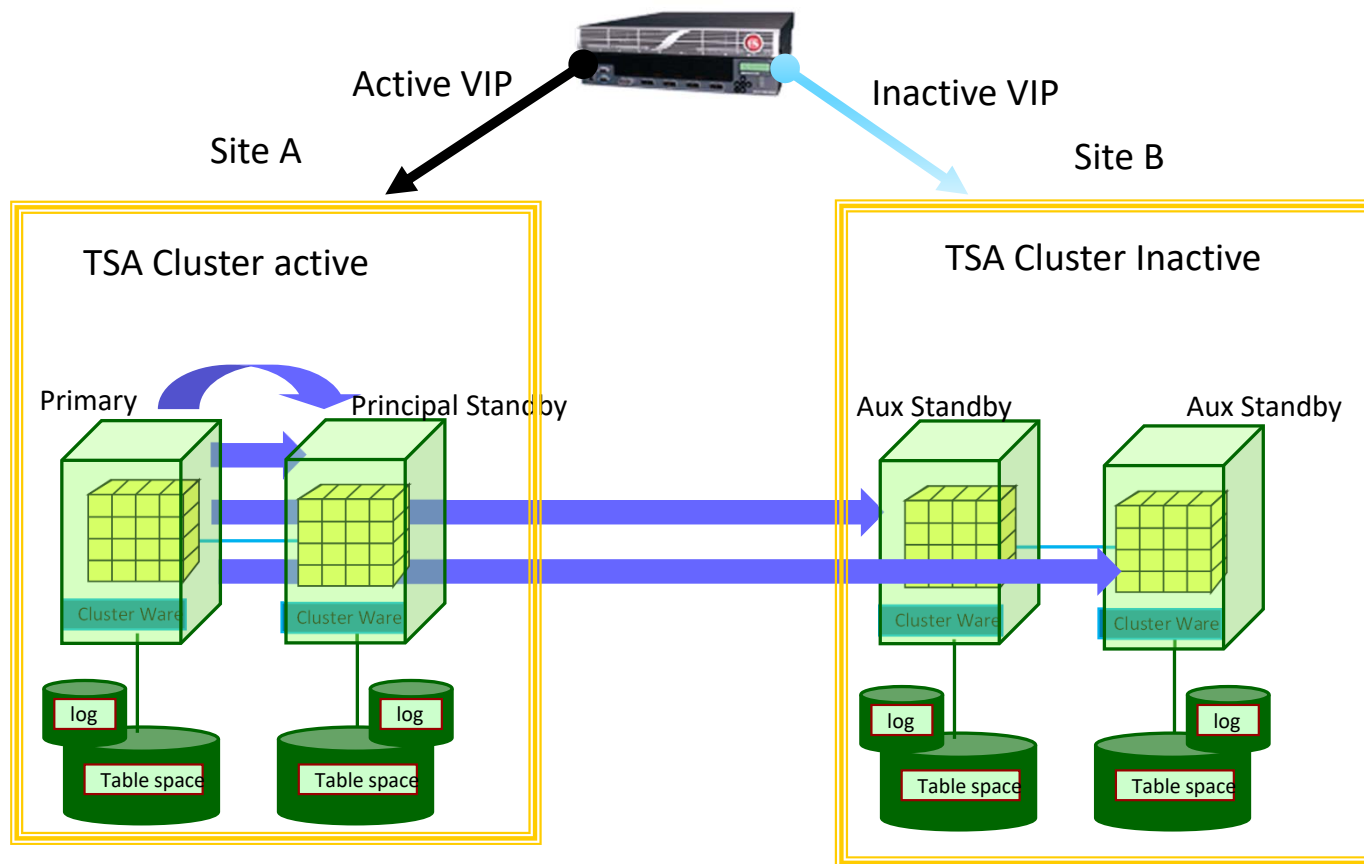 Active VIP
Inactive VIP
Site A
Site B
TSA Cluster active
TSA Cluster Inactive
Primary
Principal Standby
Aux Standby
Aux Standby
Cluster Ware
Cluster Ware
Cluster Ware
Cluster Ware
log
log
log
log
Table space
Table space
Table space
Table space